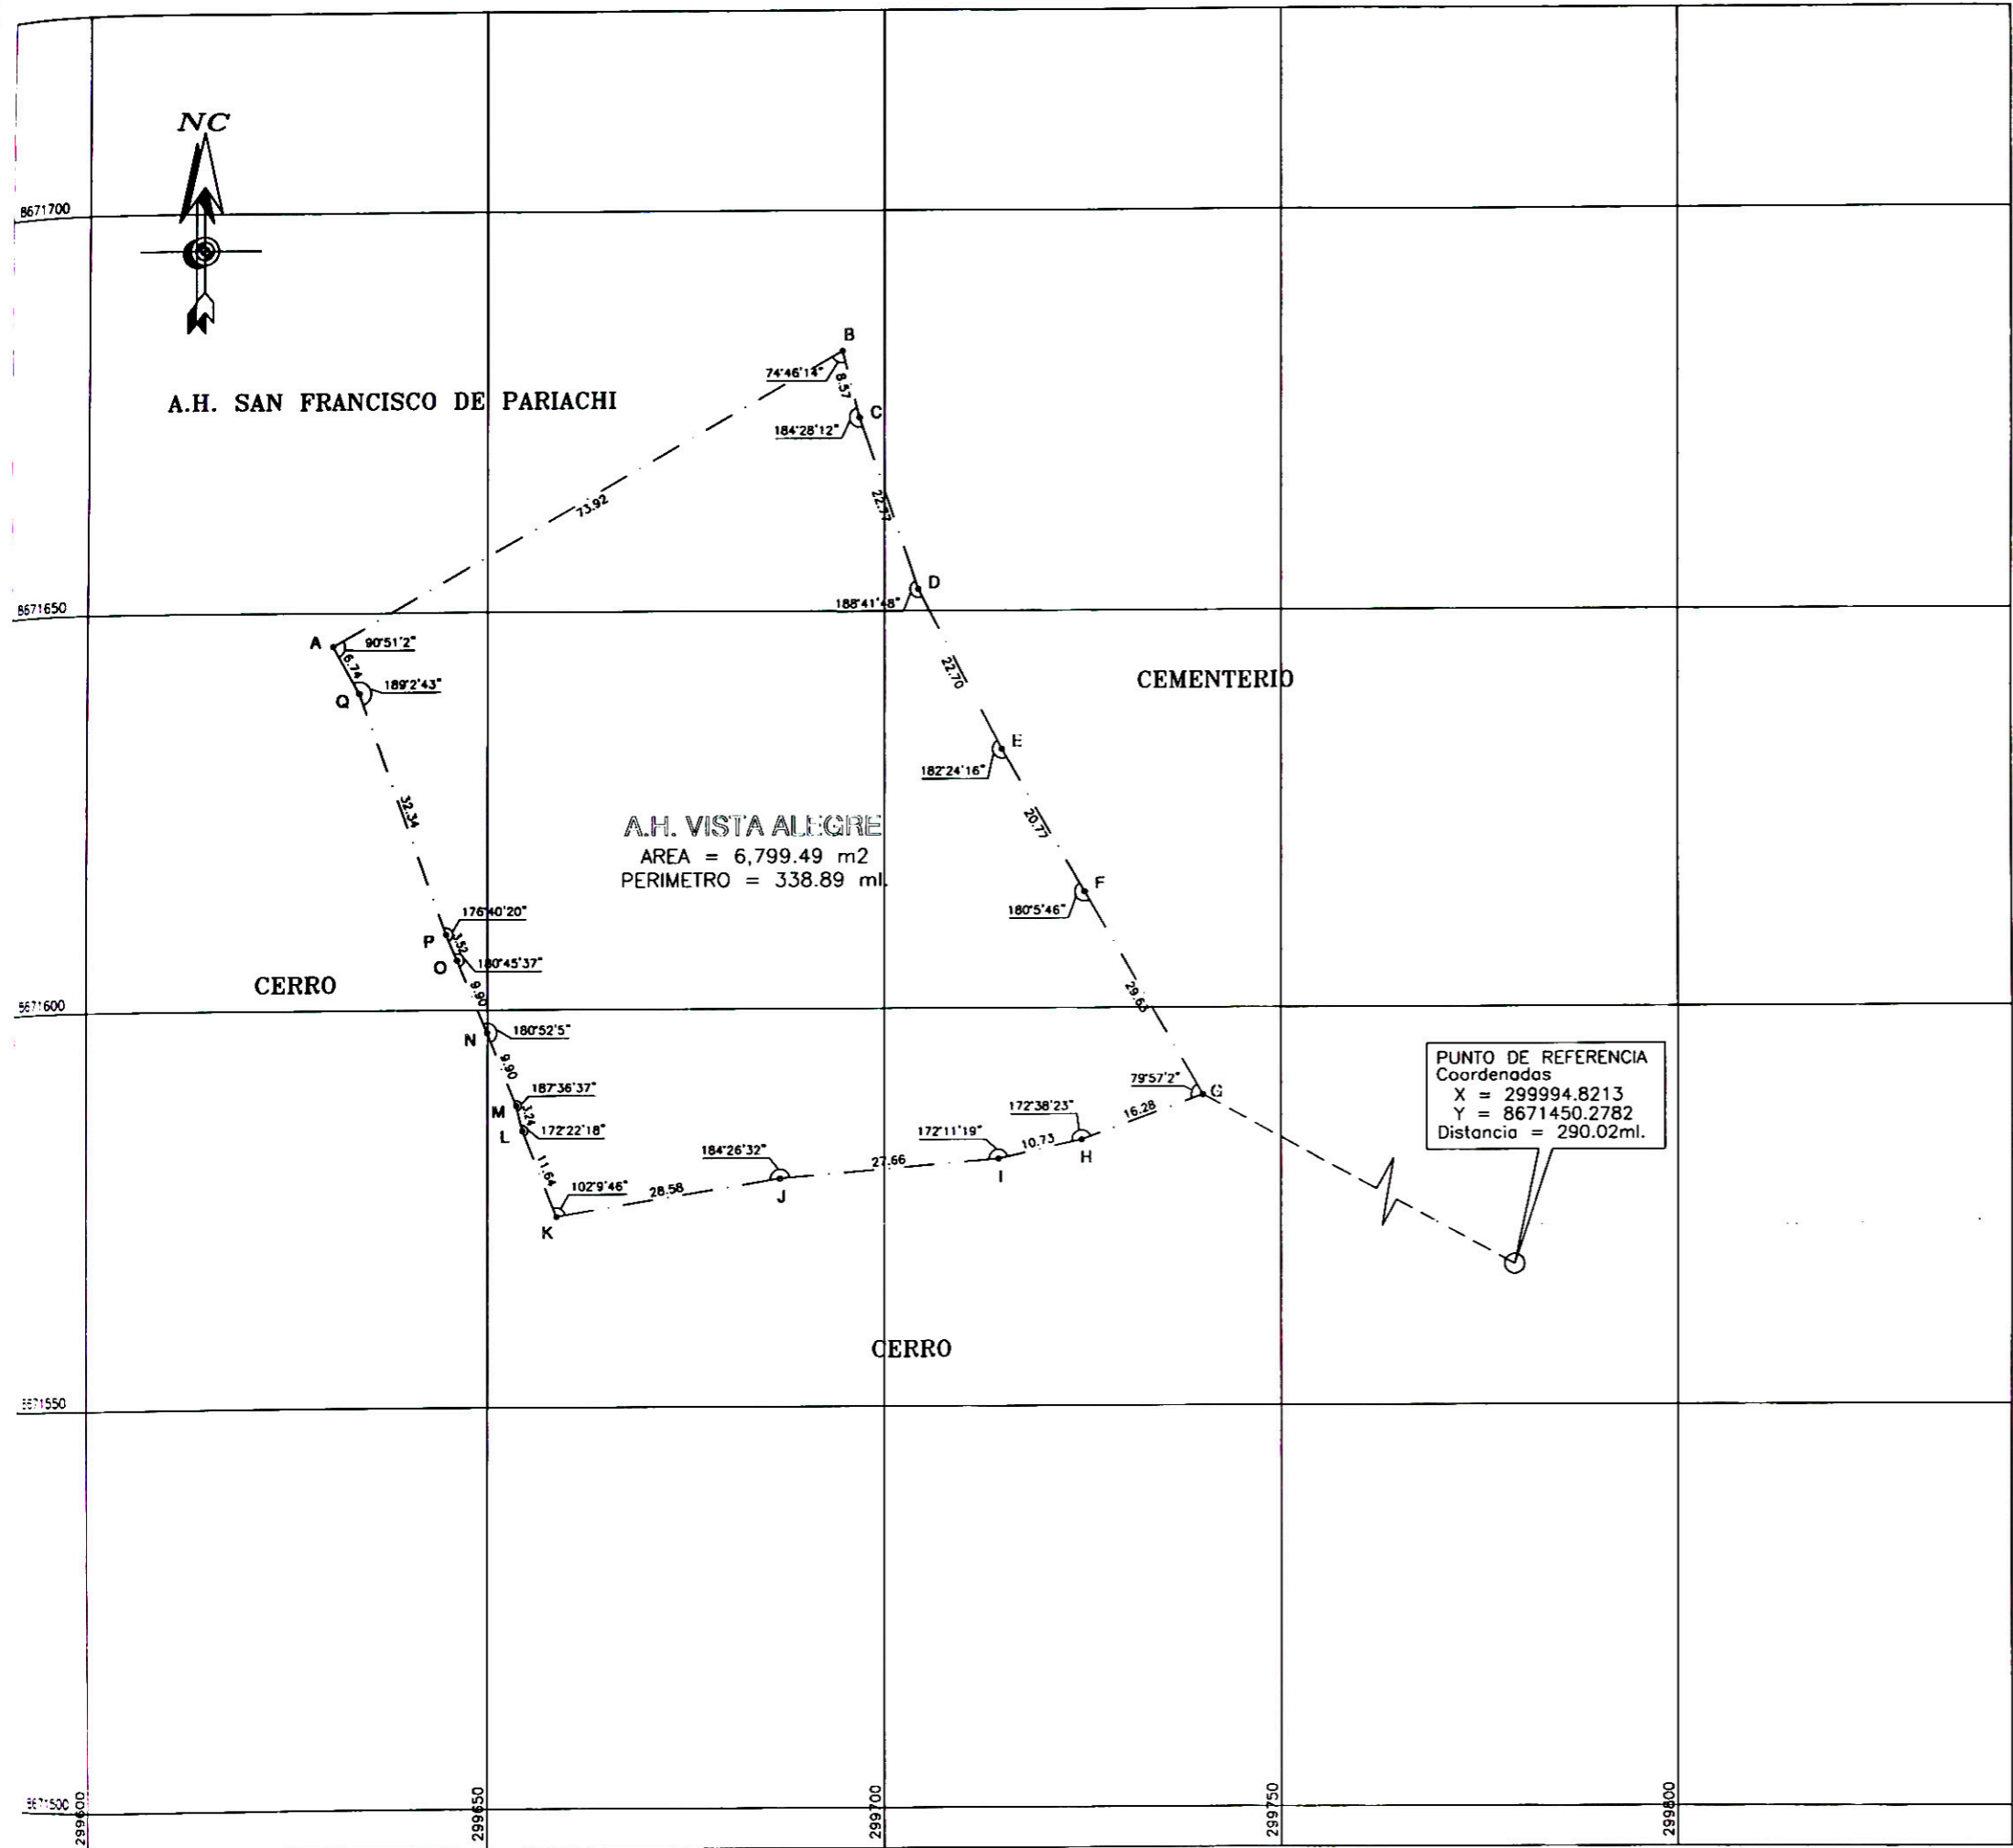 NC
8671700
B
74°46'14"
8.57
A.H. SAN FRANCISCO DE PARIACHI
C
184°28'12"
73.92
22.77
D
188°41'48"
8671650
A
90°51'2"
6.74
22.70
CEMENTERIO
189°2'43"
Q
E
182°24'16"
32.34
20.77
A.H. VISTA ALEGRE
AREA = 6,799.49 m2
PERIMETRO = 338.89 ml.
F
180°5'46"
176°40'20"
P
3.52
O
180°45'37"
CERRO
9.90
29.63
8671600
N
180°52'5"
9.90
PUNTO DE REFERENCIA
Coordenadas
X = 299994.8213
Y = 8671450.2782
Distancia = 290.02ml.
79°57'2"
G
187°36'37"
M
3.24
172°38'23"
16.28
L
172°22'18"
172°11'19"
10.73
H
184°26'32"
27.66
I
11.64
102°9'46"
28.58
J
K
CERRO
8671550
8671500
299600
299650
299700
299750
299800